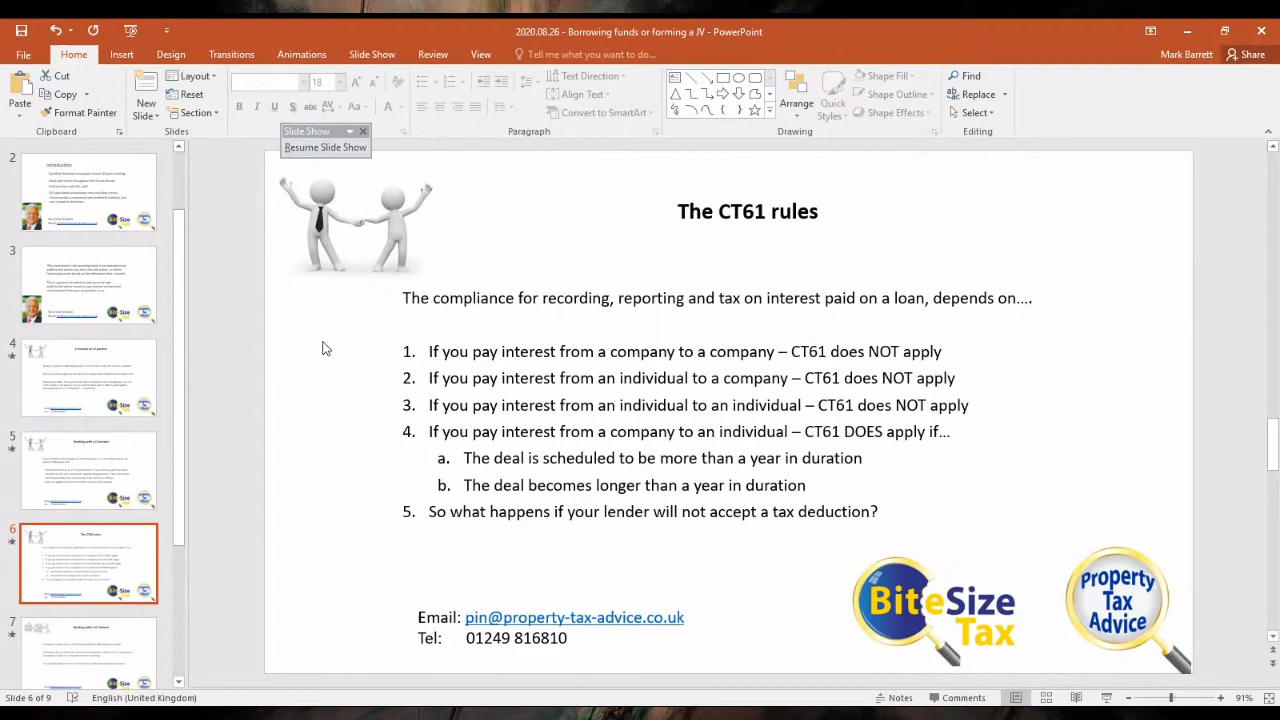 2020.08.26 - Borrowing funds or forming a JV - PowerPoint
File Home Insert Design Transitions Animations Slide Show Review View Tell me what you want to do... Mark Barrett Share
Paste Cut Copy Format Painter Clipboard
New Slide Layout Reset Section Slides
18
Paragraph
Text Direction Align Text Convert to SmartArt
Arrange Quick Styles Shape Fill Shape Outline Shape Effects Drawing
Find Replace Select Editing
Slide Show
Resume Slide Show
2
3
4
5
6
7
The CT61 rules
The compliance for recording, reporting and tax on interest paid on a loan, depends on....
1. If you pay interest from a company to a company – CT61 does NOT apply
2. If you pay interest from an individual to a company – CT61 does NOT apply
3. If you pay interest from an individual to an individual – CT61 does NOT apply
4. If you pay interest from a company to an individual – CT61 DOES apply if...
a. The deal is scheduled to be more than a year in duration
b. The deal becomes longer than a year in duration
5. So what happens if your lender will not accept a tax deduction?
Email: pin@property-tax-advice.co.uk
Tel: 01249 816810
BiteSize
Tax
Property
Tax
Advice
Slide 6 of 9 English (United Kingdom) Notes Comments 91%